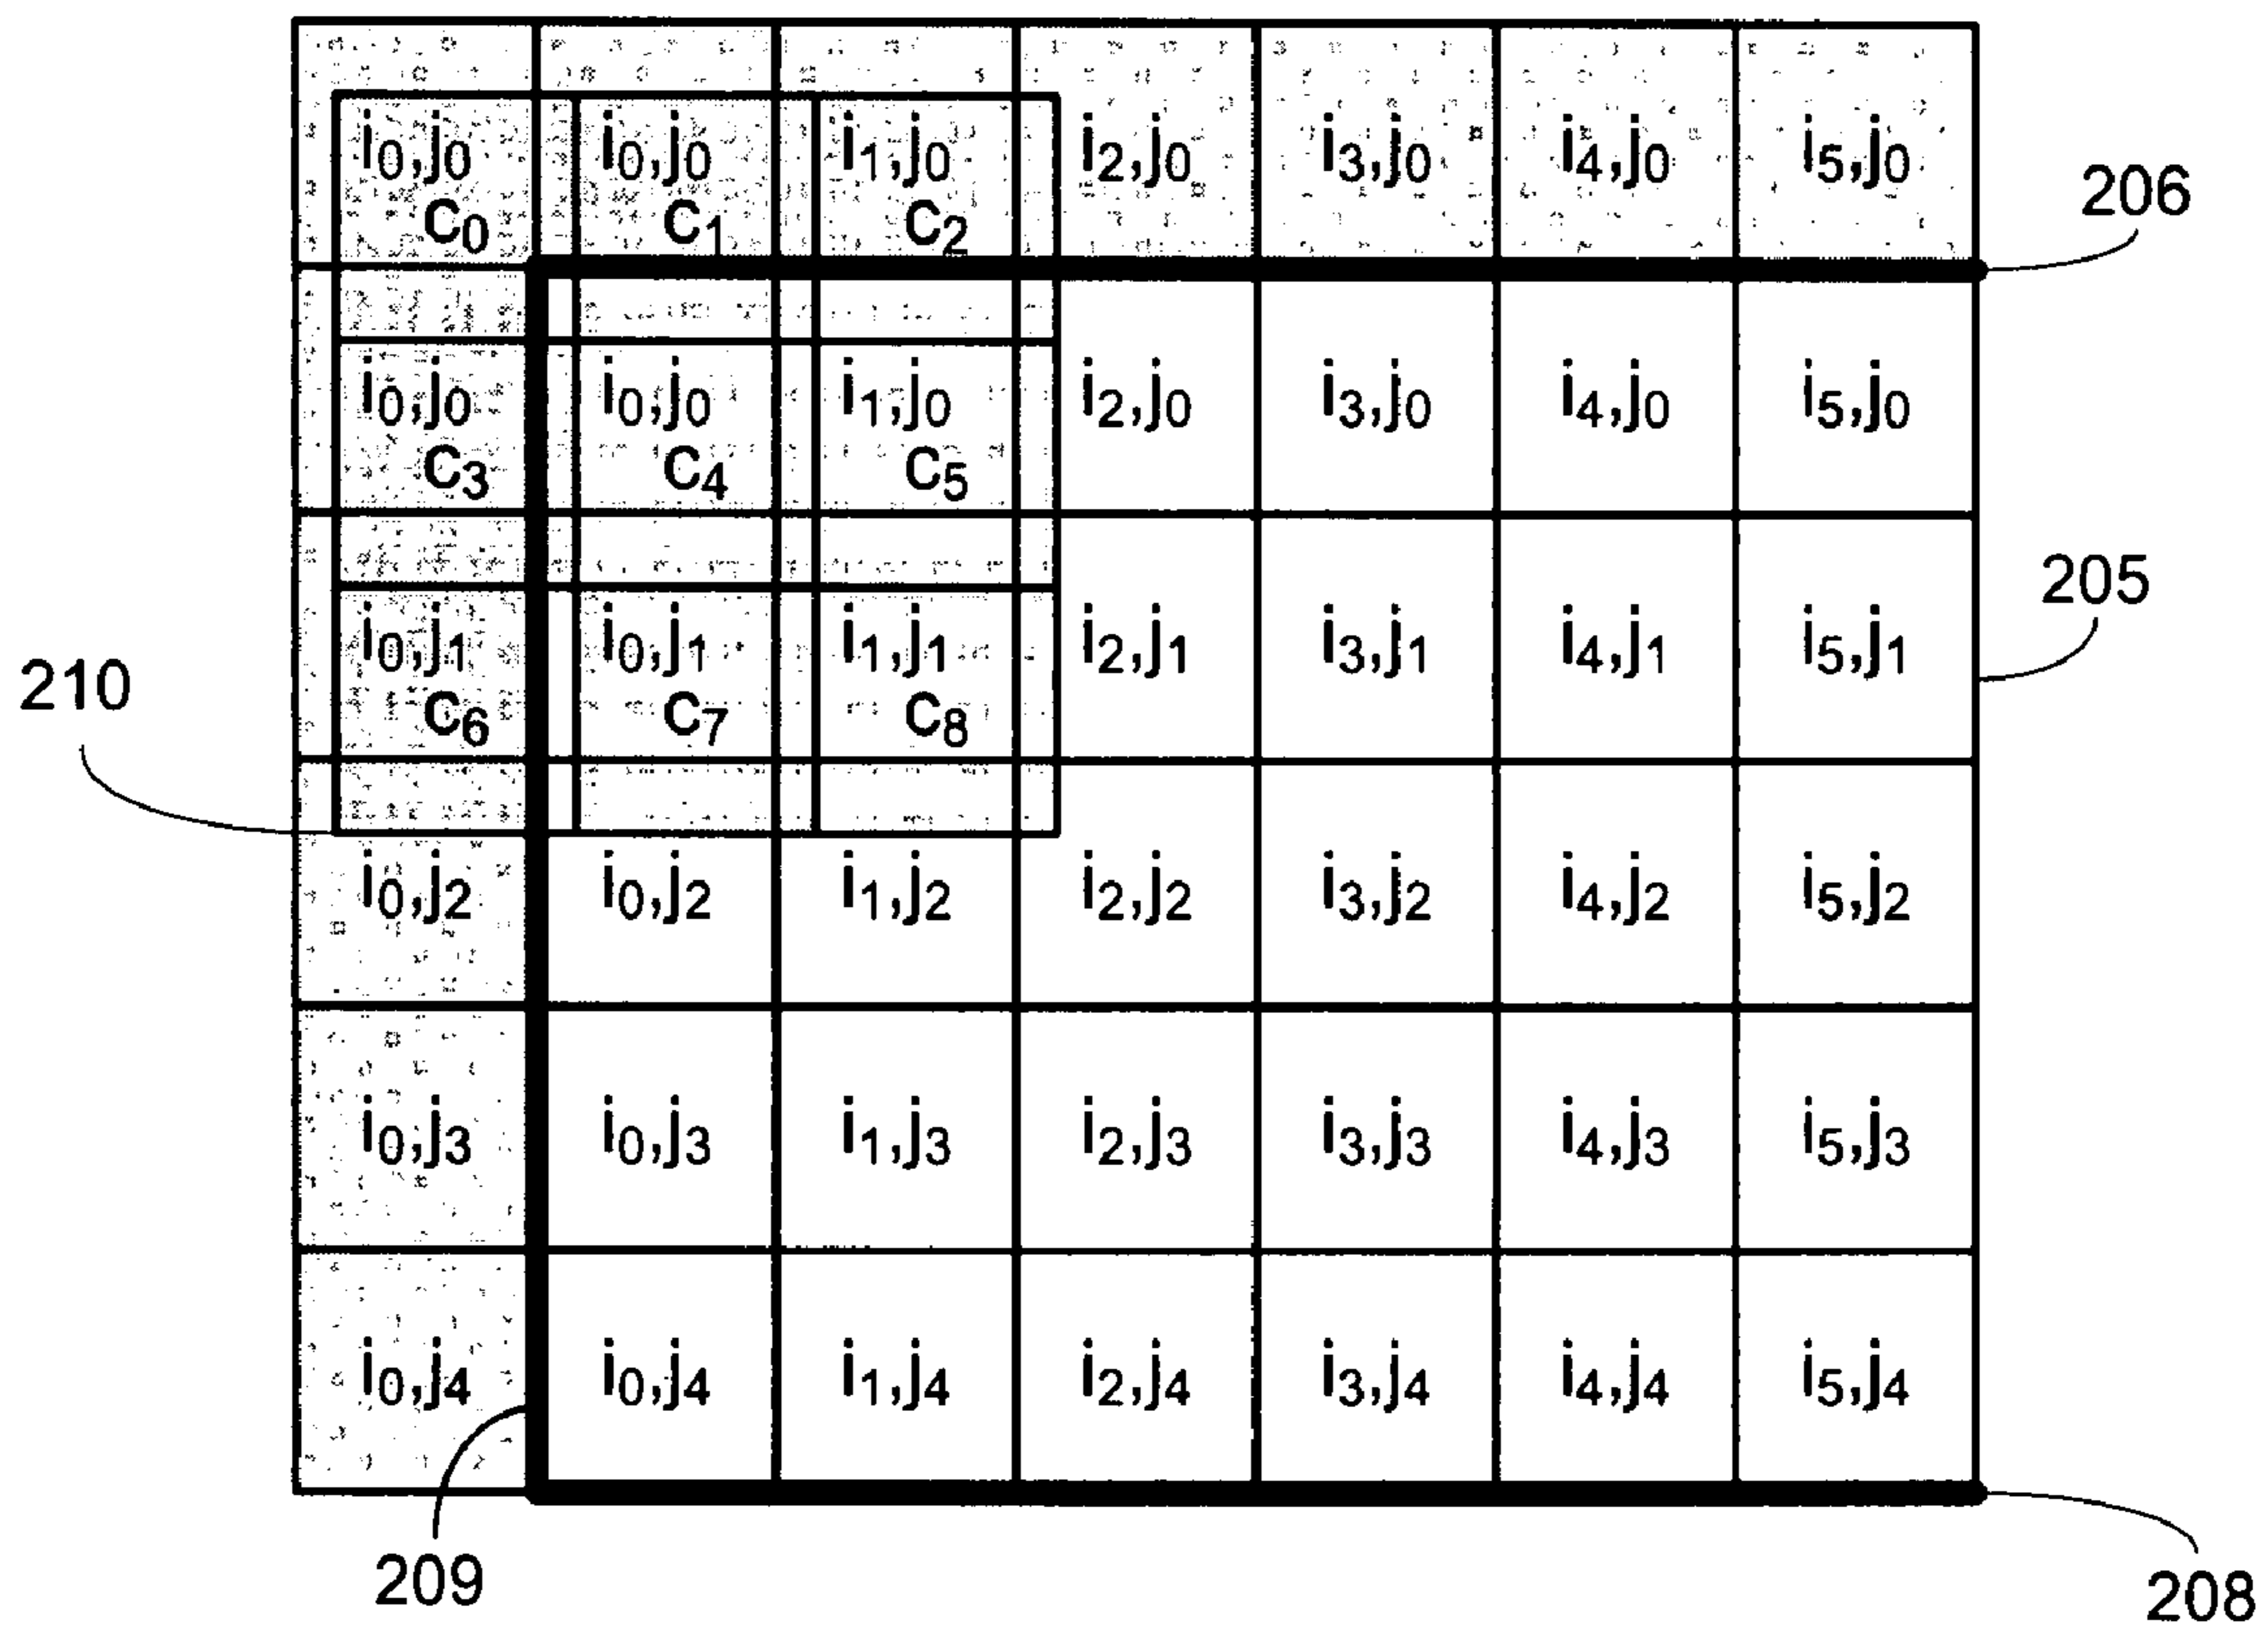 i0,j0 i0,j0 i1,j0 i2,j0 i3,j0 i4,j0 i5,j0
206
C0 C1 C2
i0,j0 i0,j0 i1,j0 i2,j0 i3,j0 i4,j0 i5,j0
C3 C4 C5
205
i0,j1 i0,j1 i1,j1 i2,j1 i3,j1 i4,j1 i5,j1
210
C6 C7 C8
i0,j2 i0,j2 i1,j2 i2,j2 i3,j2 i4,j2 i5,j2
i0,j3 i0,j3 i1,j3 i2,j3 i3,j3 i4,j3 i5,j3
i0,j4 i0,j4 i1,j4 i2,j4 i3,j4 i4,j4 i5,j4
209
208